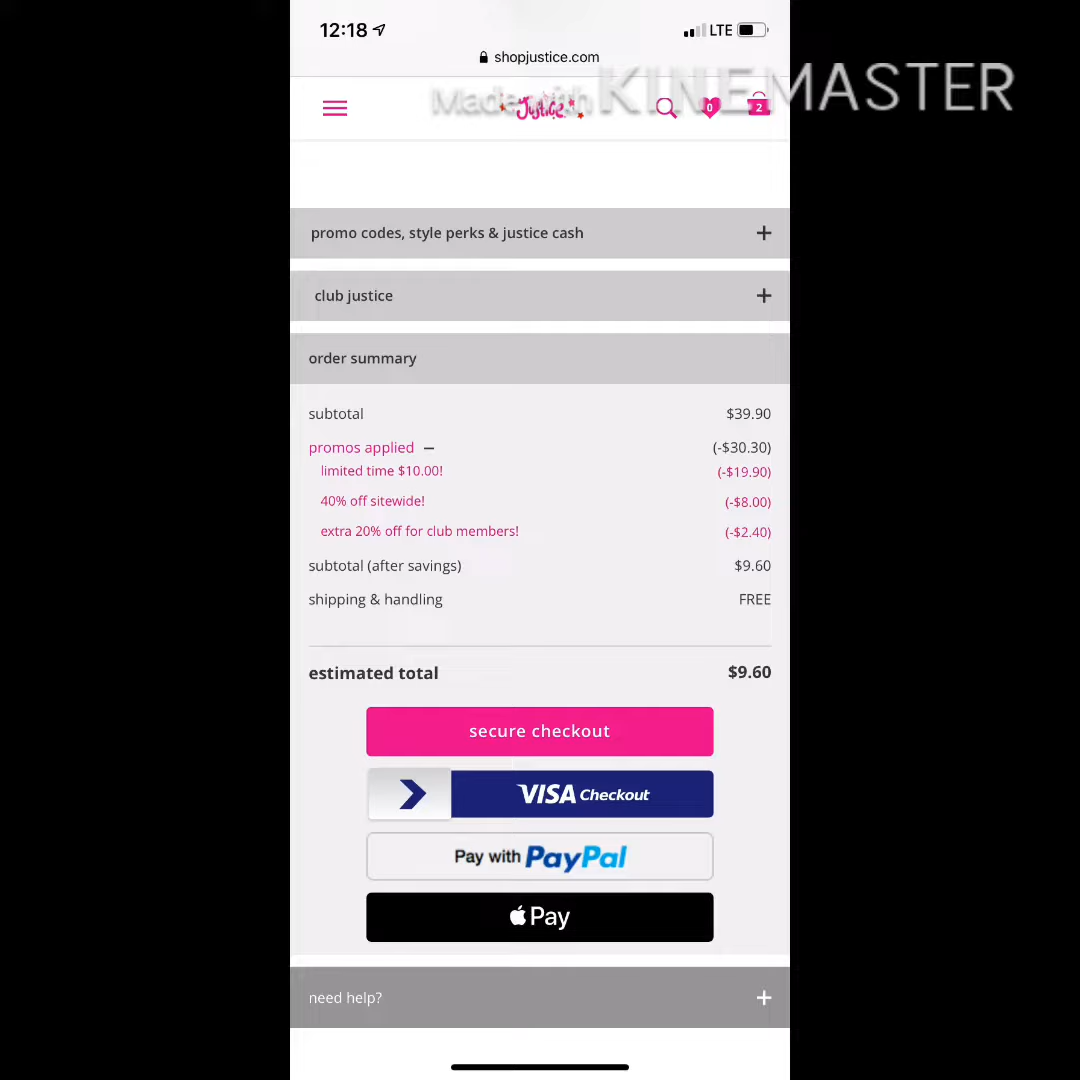 12:18 LTE
shopjustice.com
Made with KINEMASTER
Justice 0 2
promo codes, style perks & justice cash +
club justice +
order summary
subtotal $39.90
promos applied – (-$30.30)
limited time $10.00! (-$19.90)
40% off sitewide! (-$8.00)
extra 20% off for club members! (-$2.40)
subtotal (after savings) $9.60
shipping & handling FREE
estimated total $9.60
secure checkout
VISA Checkout
Pay with PayPal
Pay
need help? +